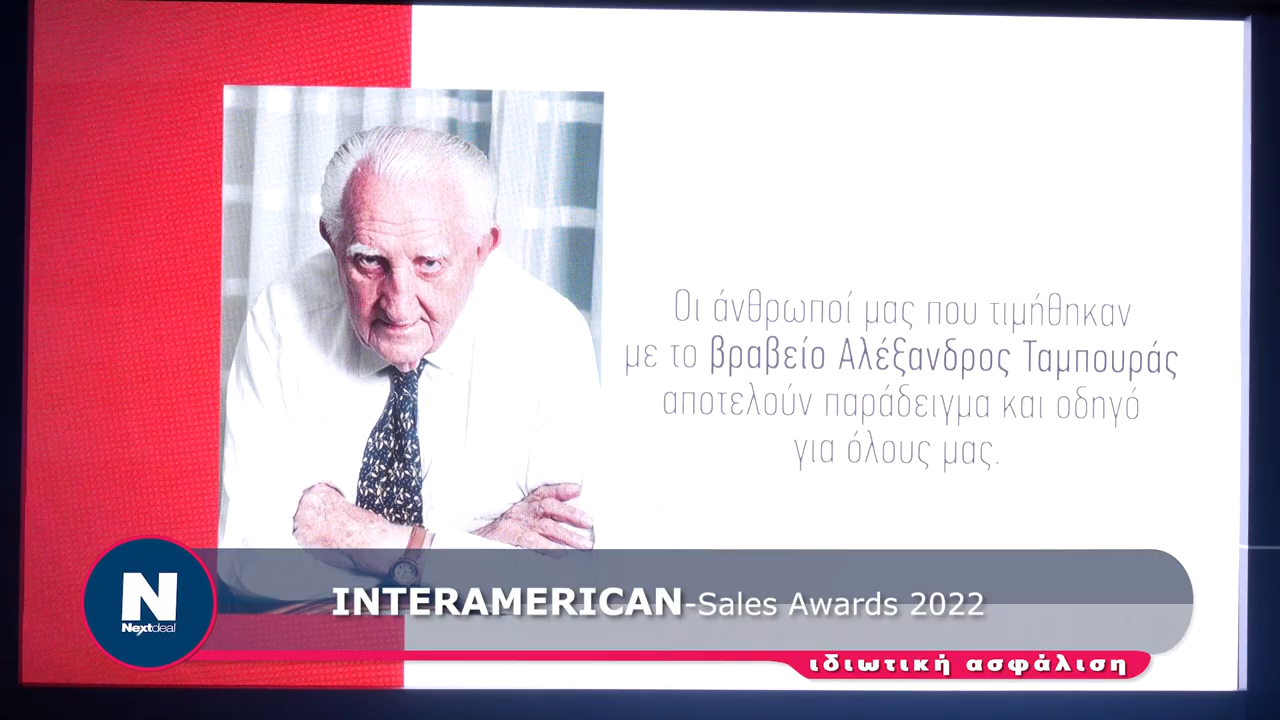 Οι άνθρωποί μας που τιμήθηκαν
με το βραβείο Αλέξανδρος Ταμπουράς
αποτελούν παράδειγμα και οδηγό
για όλους μας.
N
Nextdeal
INTERAMERICAN-Sales Awards 2022
ιδιωτική ασφάλιση